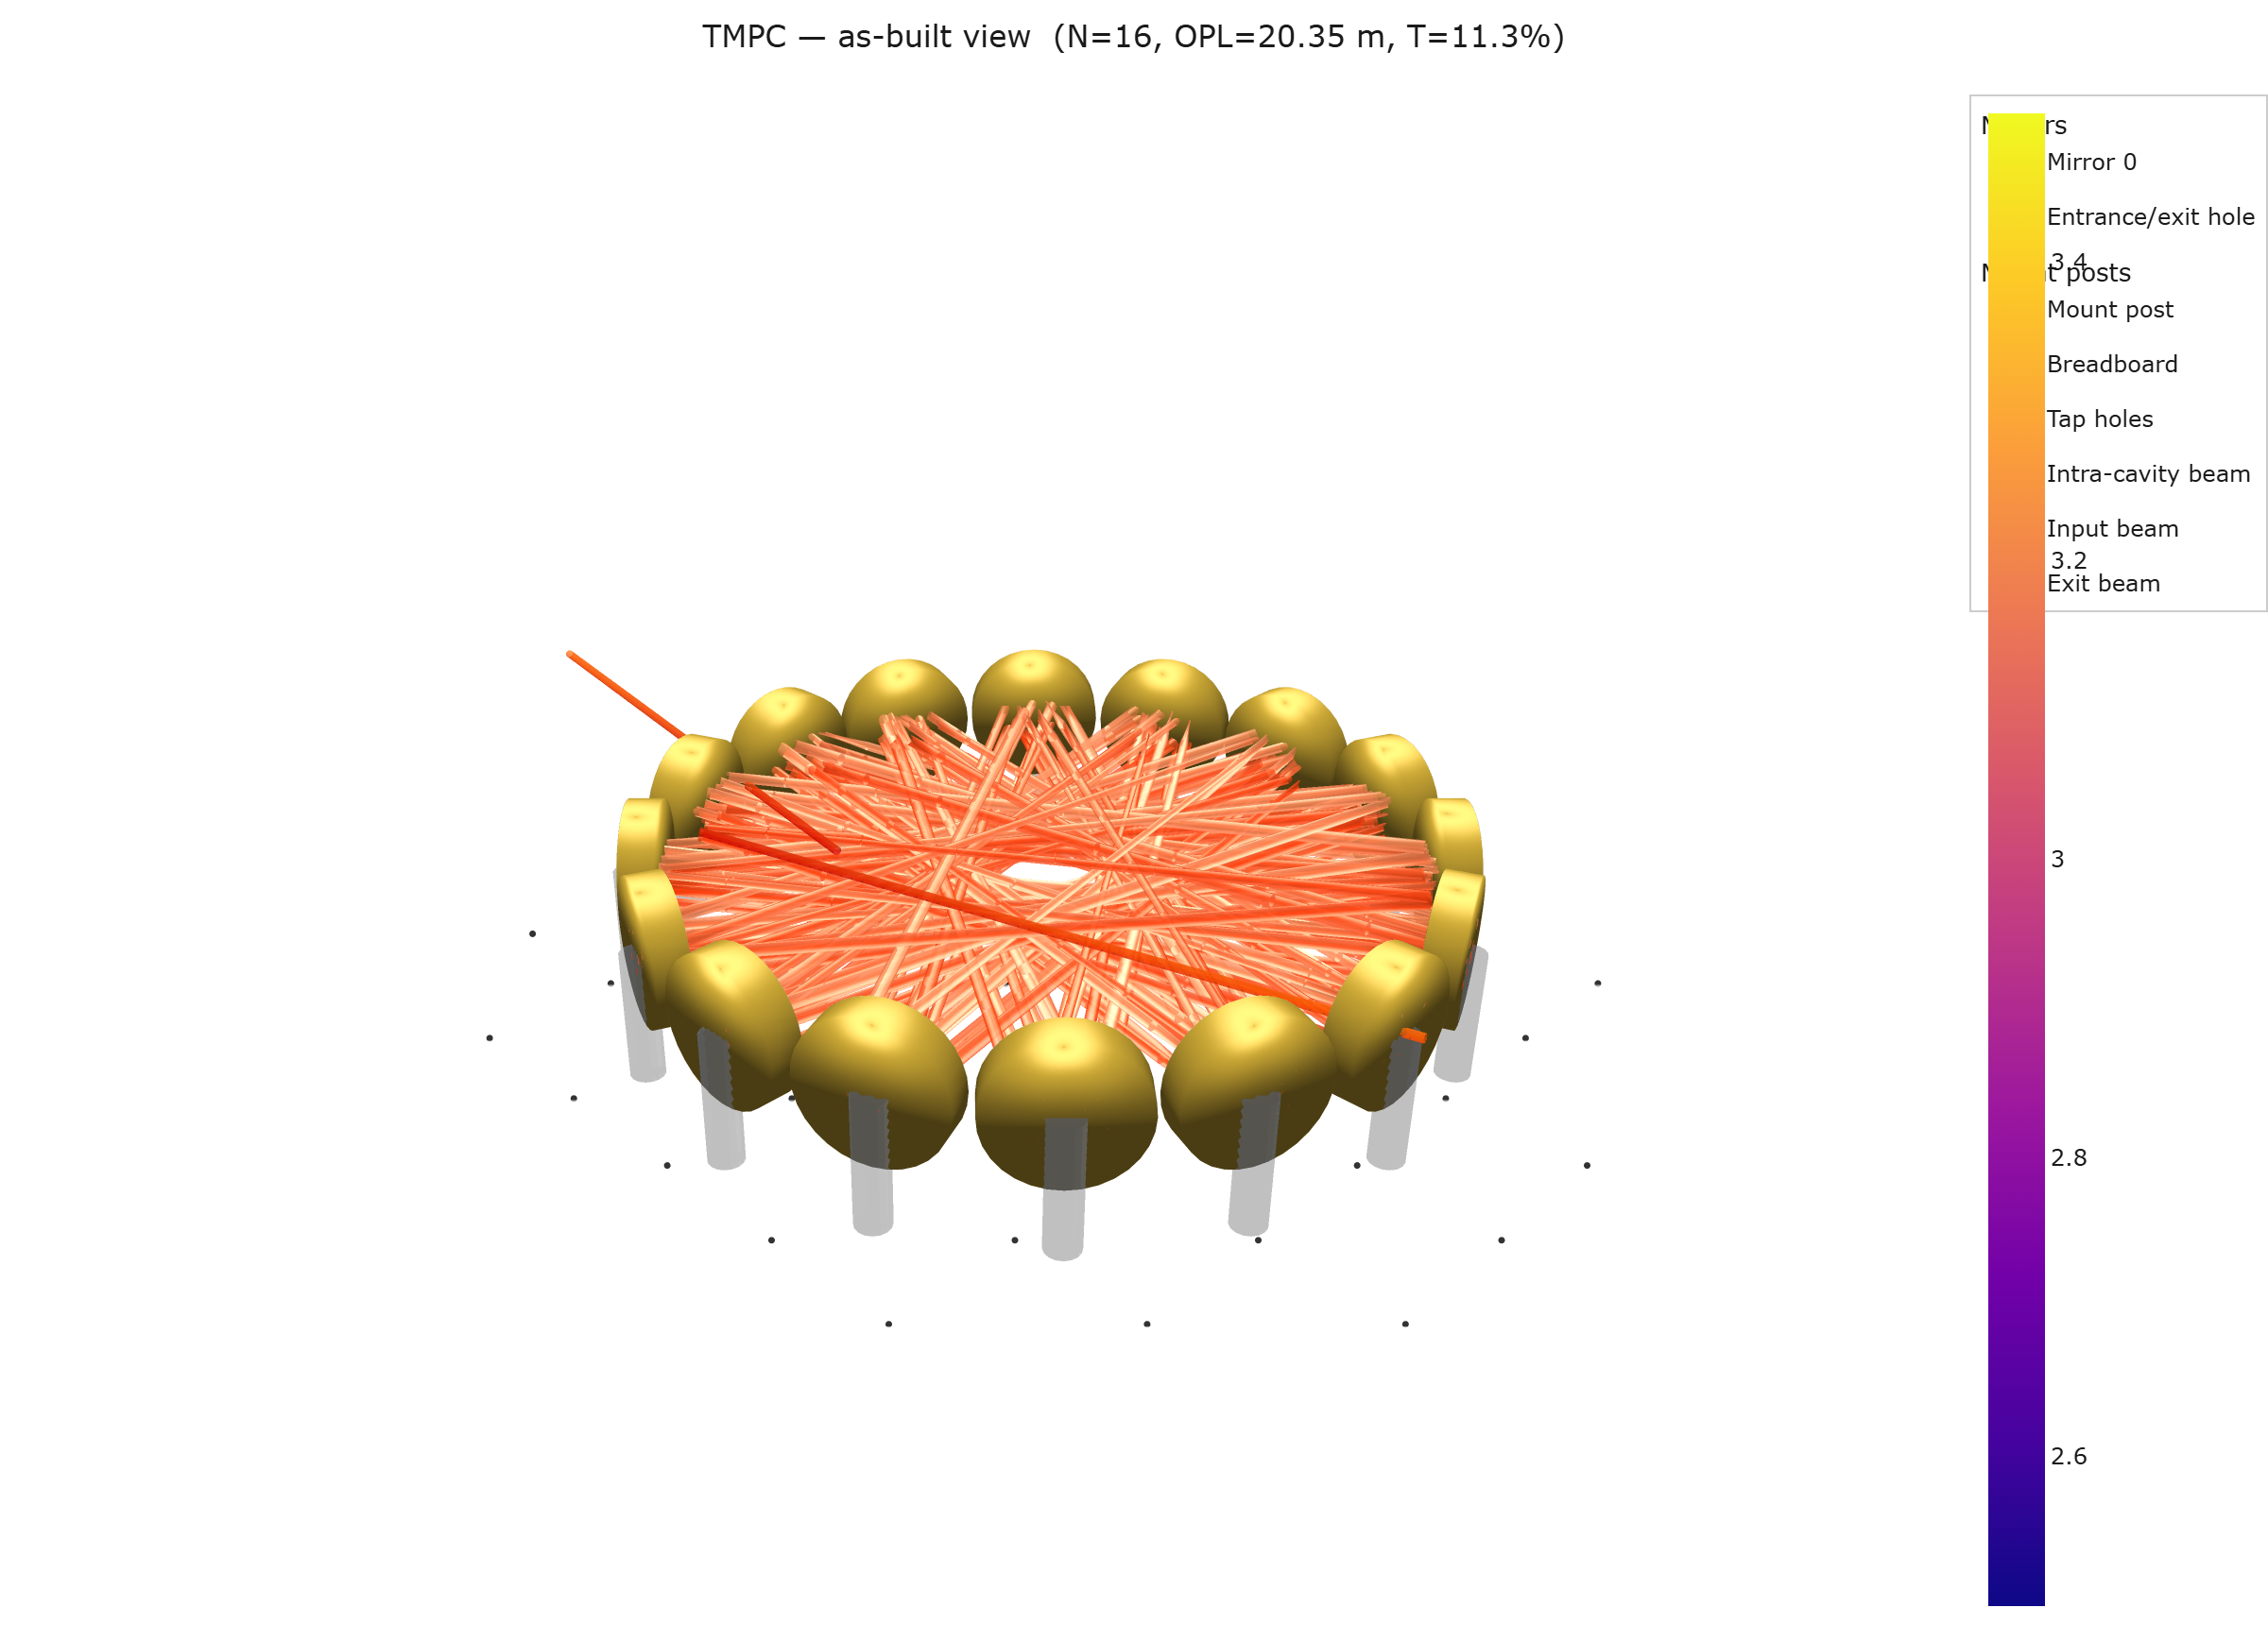 TMPC — as-built view  (N=16, OPL=20.35 m, T=11.3%)
Mirror 0
Entrance/exit hole
3.4
posts
Mount post
Breadboard
Tap holes
Intra-cavity beam
Input beam
3.2
Exit beam
3
2.8
2.6